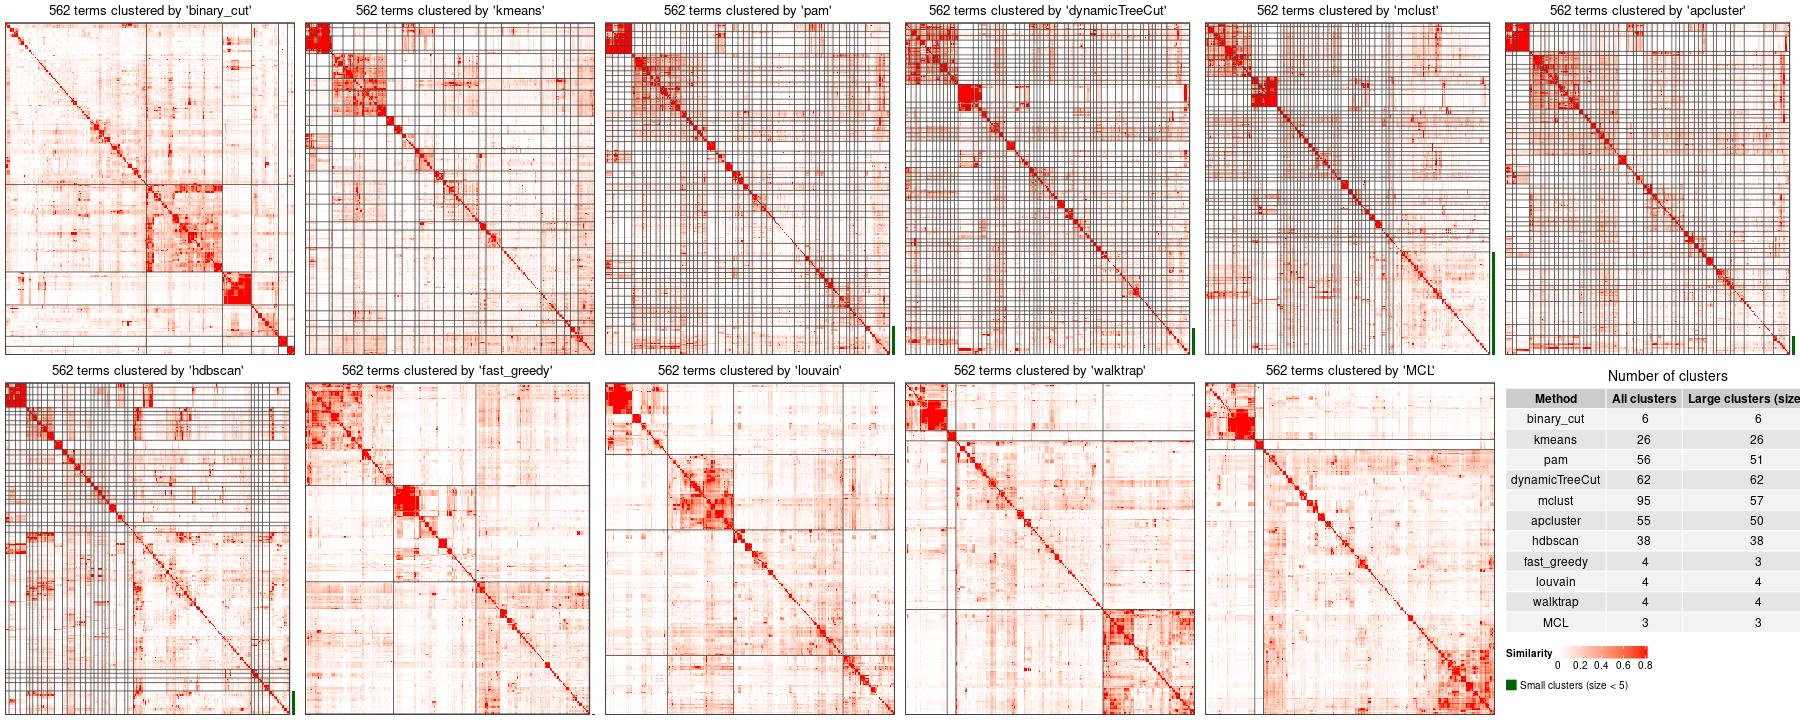 562 terms clustered by 'binary_cut'
562 terms clustered by 'kmeans'
562 terms clustered by 'pam'
562 terms clustered by 'dynamicTreeCut'
562 terms clustered by 'mclust'
562 terms clustered by 'apcluster'
562 terms clustered by 'hdbscan'
562 terms clustered by 'fast_greedy'
562 terms clustered by 'louvain'
562 terms clustered by 'walktrap'
562 terms clustered by 'MCL'
Number of clusters
Method All clusters Large clusters (size
binary_cut 6 6
kmeans 26 26
pam 56 51
dynamicTreeCut 62 62
mclust 95 57
apcluster 55 50
hdbscan 38 38
fast_greedy 4 3
louvain 4 4
walktrap 4 4
MCL 3 3
Similarity
0 0.2 0.4 0.6 0.8
Small clusters (size < 5)